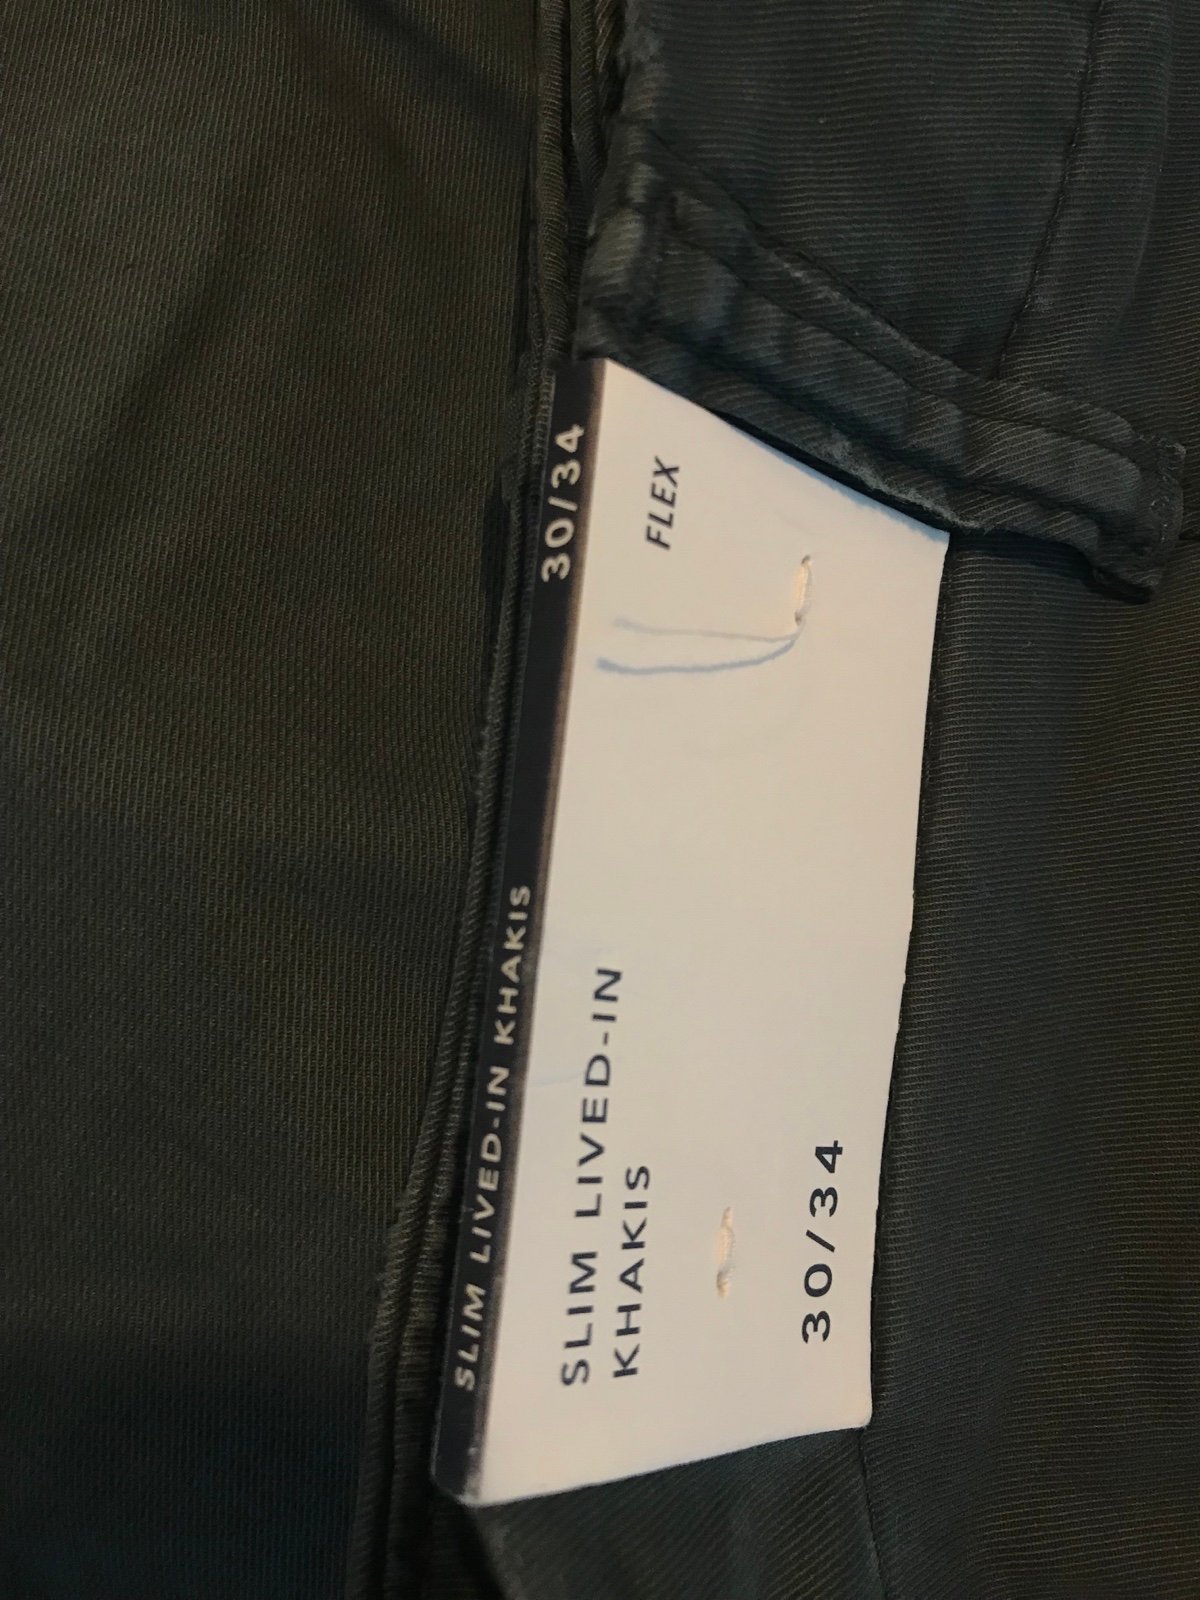 SLIM LIVED-IN KHAKIS 30/34
FLEX
SLIM LIVED-IN
KHAKIS
30/34